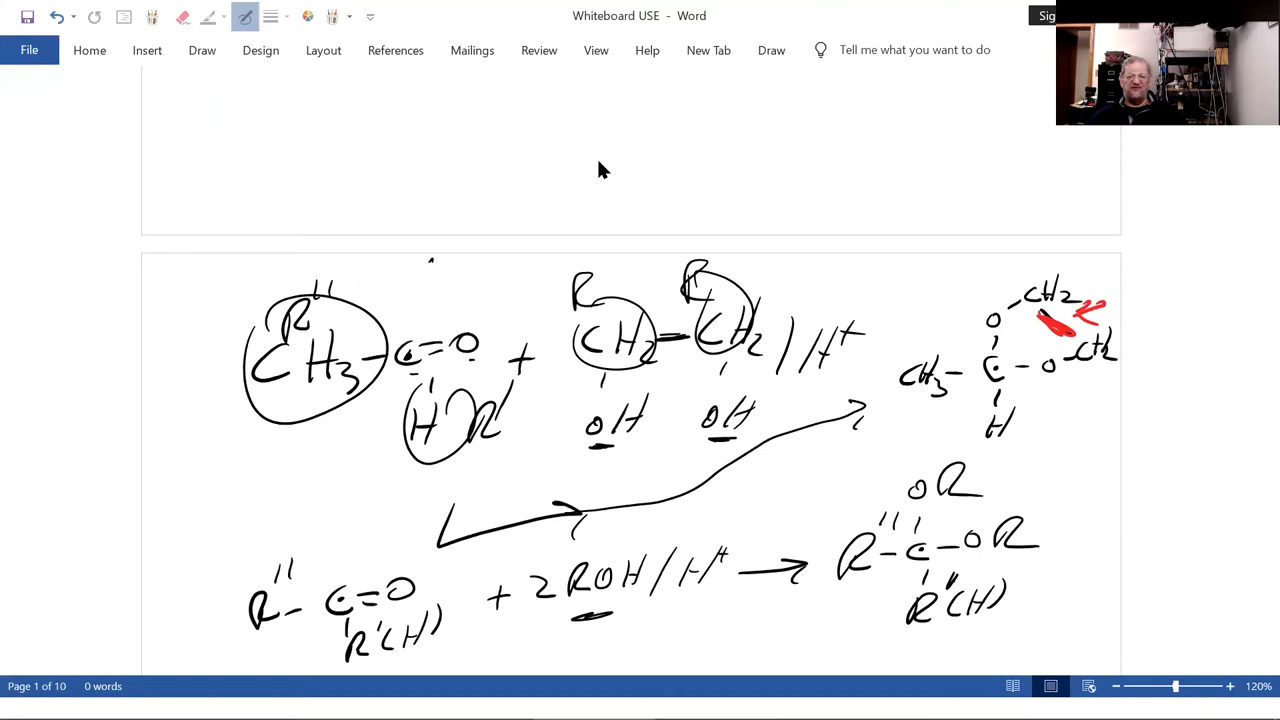 Whiteboard USE - Word
Sig
File Home Insert Draw Design Layout References Mailings Review View Help New Tab Draw Tell me what you want to do
R'' R R
CH3-C=O + CH2-CH2/H+
H R' OH OH
O-CH2
CH3-C-O-CH2
H
OR
R''-C=O + 2ROH/H+ → R''-C-OR
R'(H) R'(H)
Page 1 of 10 0 words 120%